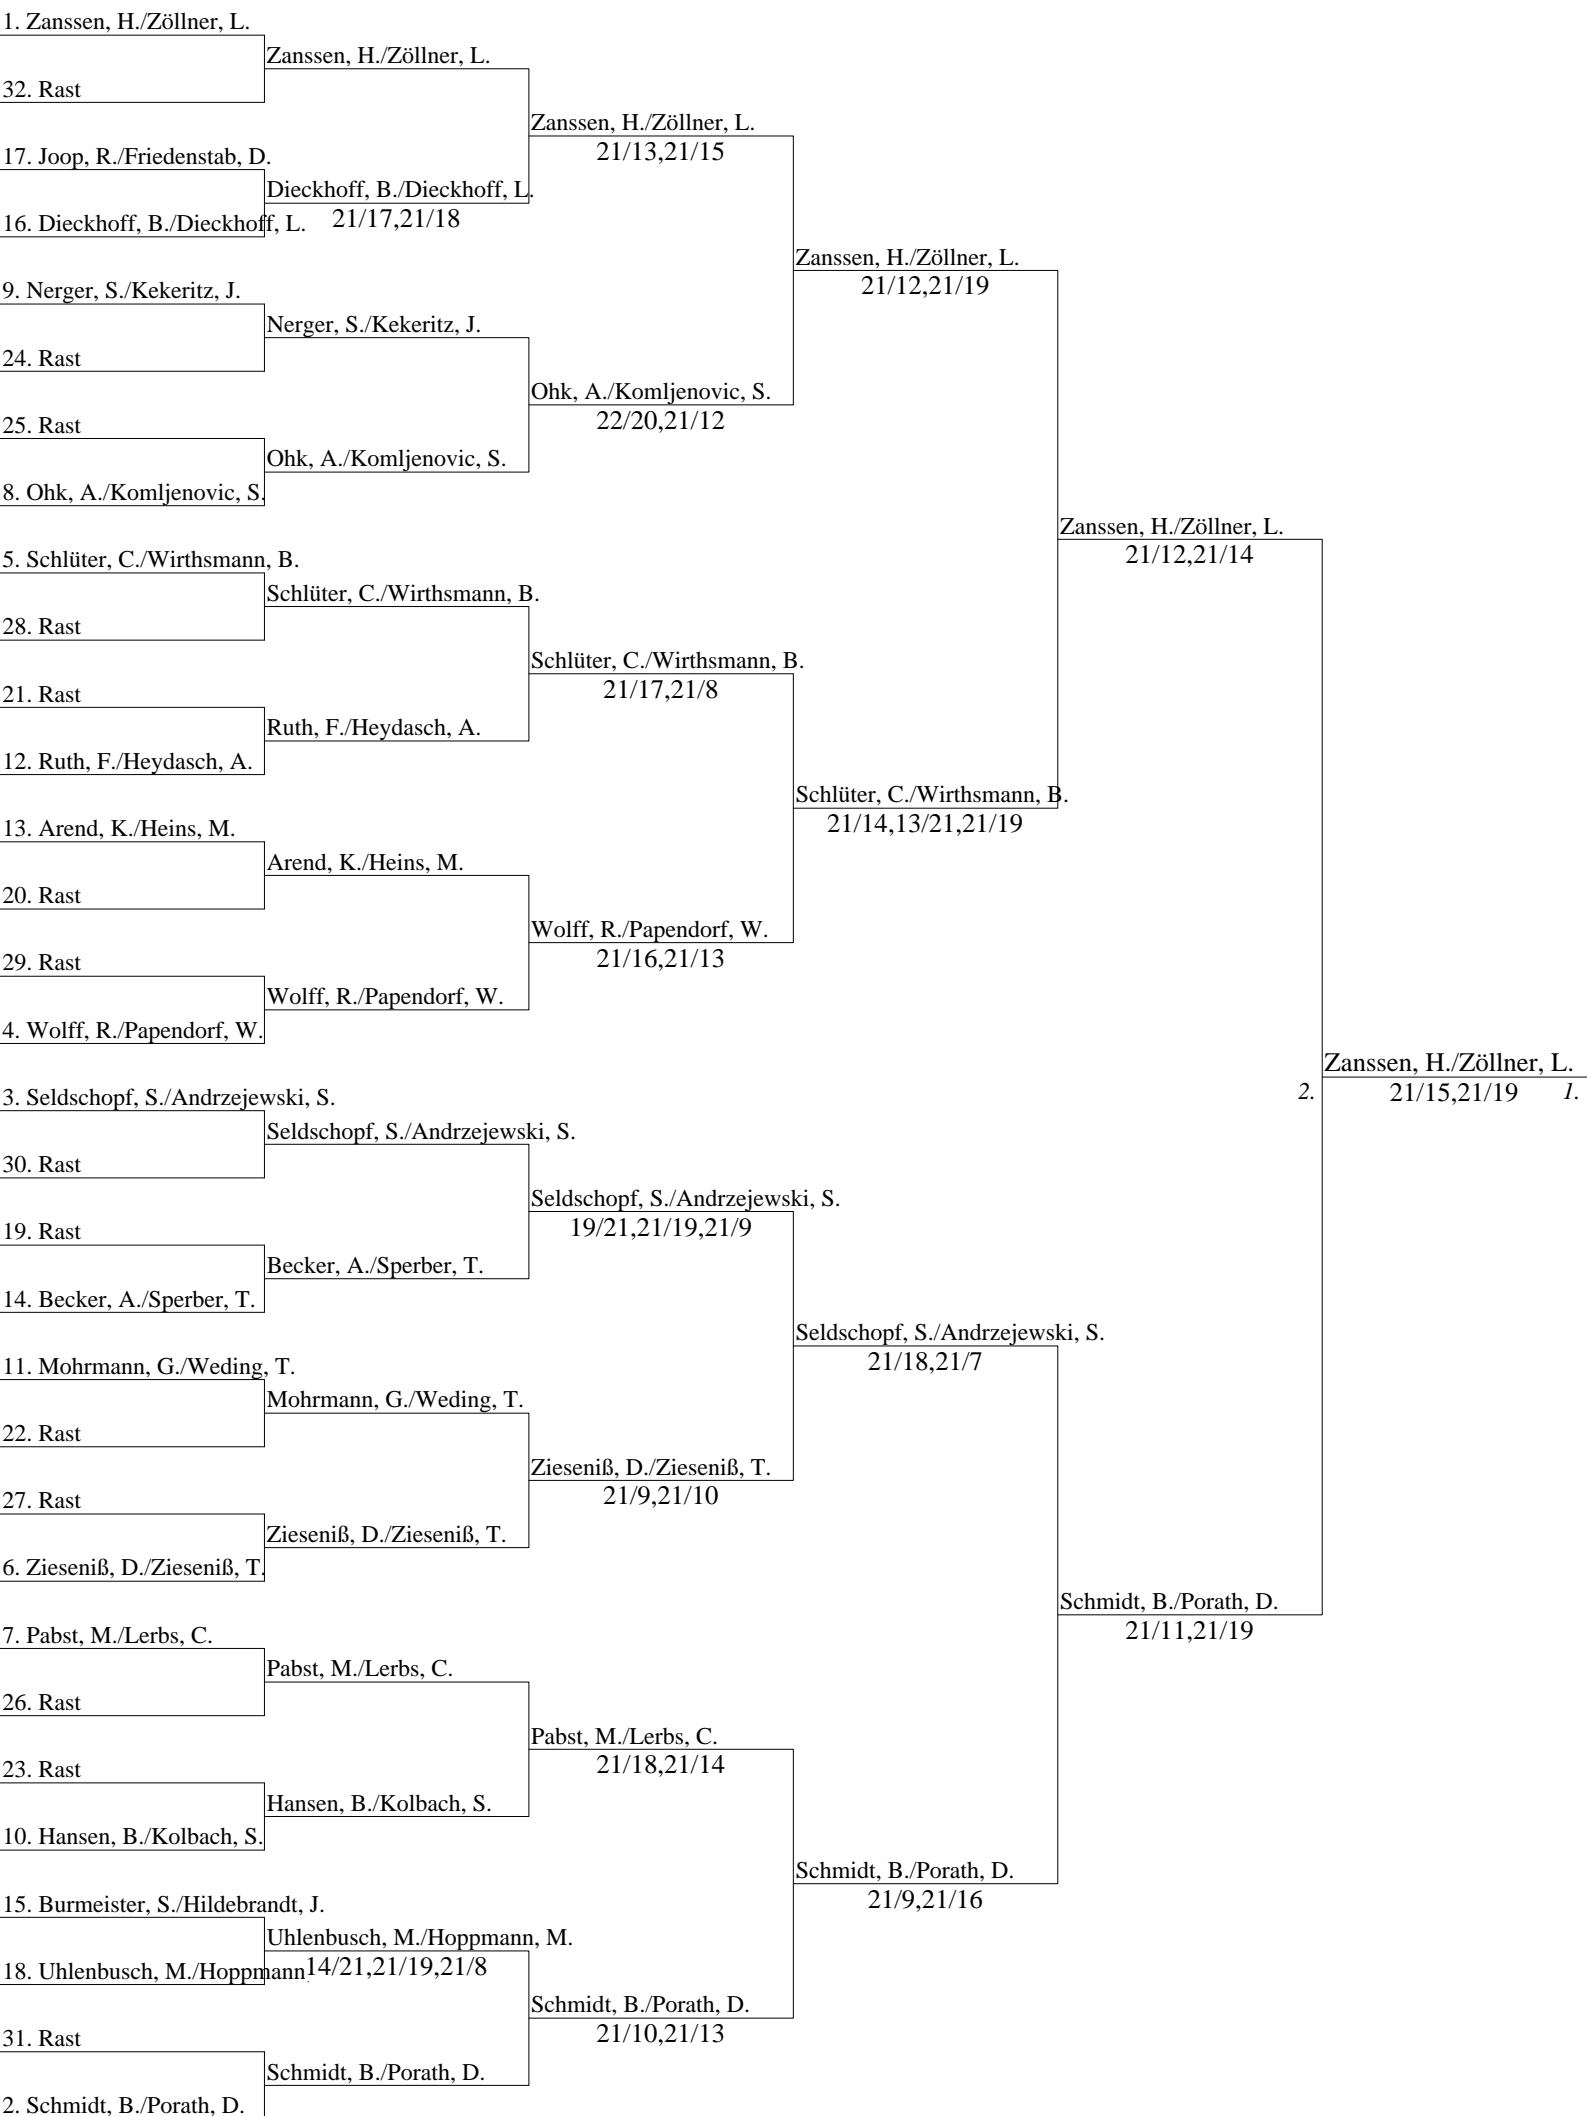 1. Zanssen, H./Zöllner, L.
Zanssen, H./Zöllner, L.
32. Rast
Zanssen, H./Zöllner, L.
21/13,21/15
17. Joop, R./Friedenstab, D.
Dieckhoff, B./Dieckhoff, L.
16. Dieckhoff, B./Dieckhoff, L.
21/17,21/18
Zanssen, H./Zöllner, L.
21/12,21/19
9. Nerger, S./Kekeritz, J.
Nerger, S./Kekeritz, J.
24. Rast
Ohk, A./Komljenovic, S.
22/20,21/12
25. Rast
Ohk, A./Komljenovic, S.
8. Ohk, A./Komljenovic, S.
Zanssen, H./Zöllner, L.
21/12,21/14
5. Schlüter, C./Wirthsmann, B.
Schlüter, C./Wirthsmann, B.
28. Rast
Schlüter, C./Wirthsmann, B.
21/17,21/8
21. Rast
Ruth, F./Heydasch, A.
12. Ruth, F./Heydasch, A.
Schlüter, C./Wirthsmann, B.
21/14,13/21,21/19
13. Arend, K./Heins, M.
Arend, K./Heins, M.
20. Rast
Wolff, R./Papendorf, W.
21/16,21/13
29. Rast
Wolff, R./Papendorf, W.
4. Wolff, R./Papendorf, W.
Zanssen, H./Zöllner, L.
2.
21/15,21/19
1.
3. Seldschopf, S./Andrzejewski, S.
Seldschopf, S./Andrzejewski, S.
30. Rast
Seldschopf, S./Andrzejewski, S.
19/21,21/19,21/9
19. Rast
Becker, A./Sperber, T.
14. Becker, A./Sperber, T.
Seldschopf, S./Andrzejewski, S.
21/18,21/7
11. Mohrmann, G./Weding, T.
Mohrmann, G./Weding, T.
22. Rast
Zieseniß, D./Zieseniß, T.
21/9,21/10
27. Rast
Zieseniß, D./Zieseniß, T.
6. Zieseniß, D./Zieseniß, T.
Schmidt, B./Porath, D.
21/11,21/19
7. Pabst, M./Lerbs, C.
Pabst, M./Lerbs, C.
26. Rast
Pabst, M./Lerbs, C.
21/18,21/14
23. Rast
Hansen, B./Kolbach, S.
10. Hansen, B./Kolbach, S.
Schmidt, B./Porath, D.
21/9,21/16
15. Burmeister, S./Hildebrandt, J.
Uhlenbusch, M./Hoppmann, M.
18. Uhlenbusch, M./Hoppmann,
14/21,21/19,21/8
Schmidt, B./Porath, D.
21/10,21/13
31. Rast
Schmidt, B./Porath, D.
2. Schmidt, B./Porath, D.